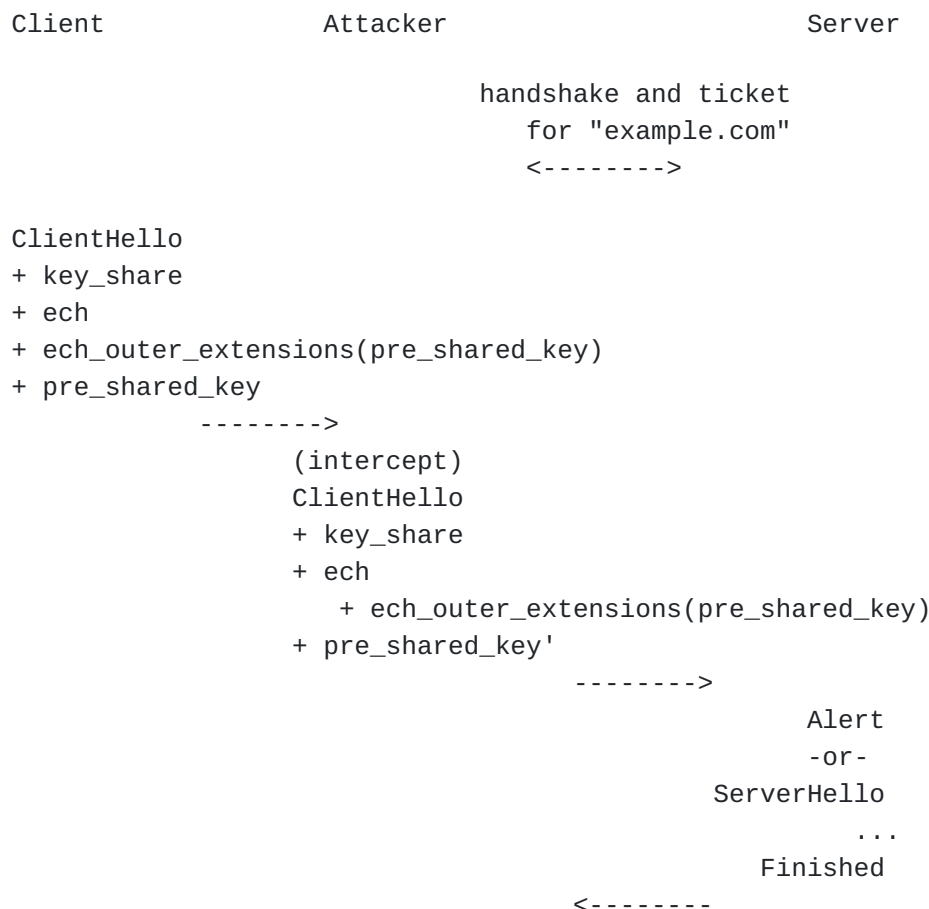 Client Attacker Server
handshake and ticket
for "example.com"
<-------->
ClientHello
+ key_share
+ ech
+ ech_outer_extensions(pre_shared_key)
+ pre_shared_key
-------->
(intercept)
ClientHello
+ key_share
+ ech
+ ech_outer_extensions(pre_shared_key)
+ pre_shared_key'
-------->
Alert
-or-
ServerHello
...
Finished
<--------